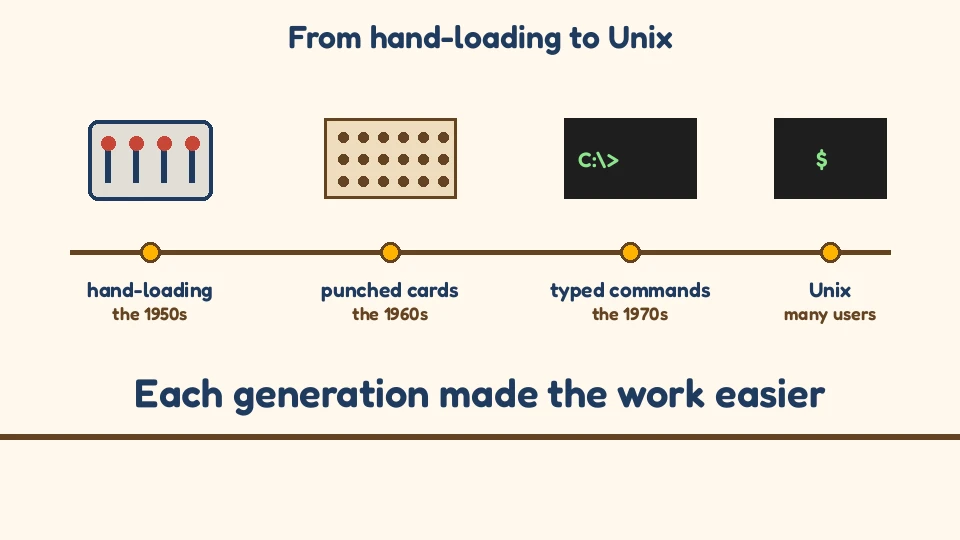 From hand-loading to Unix
C:\>
$
hand-loading
the 1950s
punched cards
the 1960s
typed commands
the 1970s
Unix
many users
Each generation made the work easier